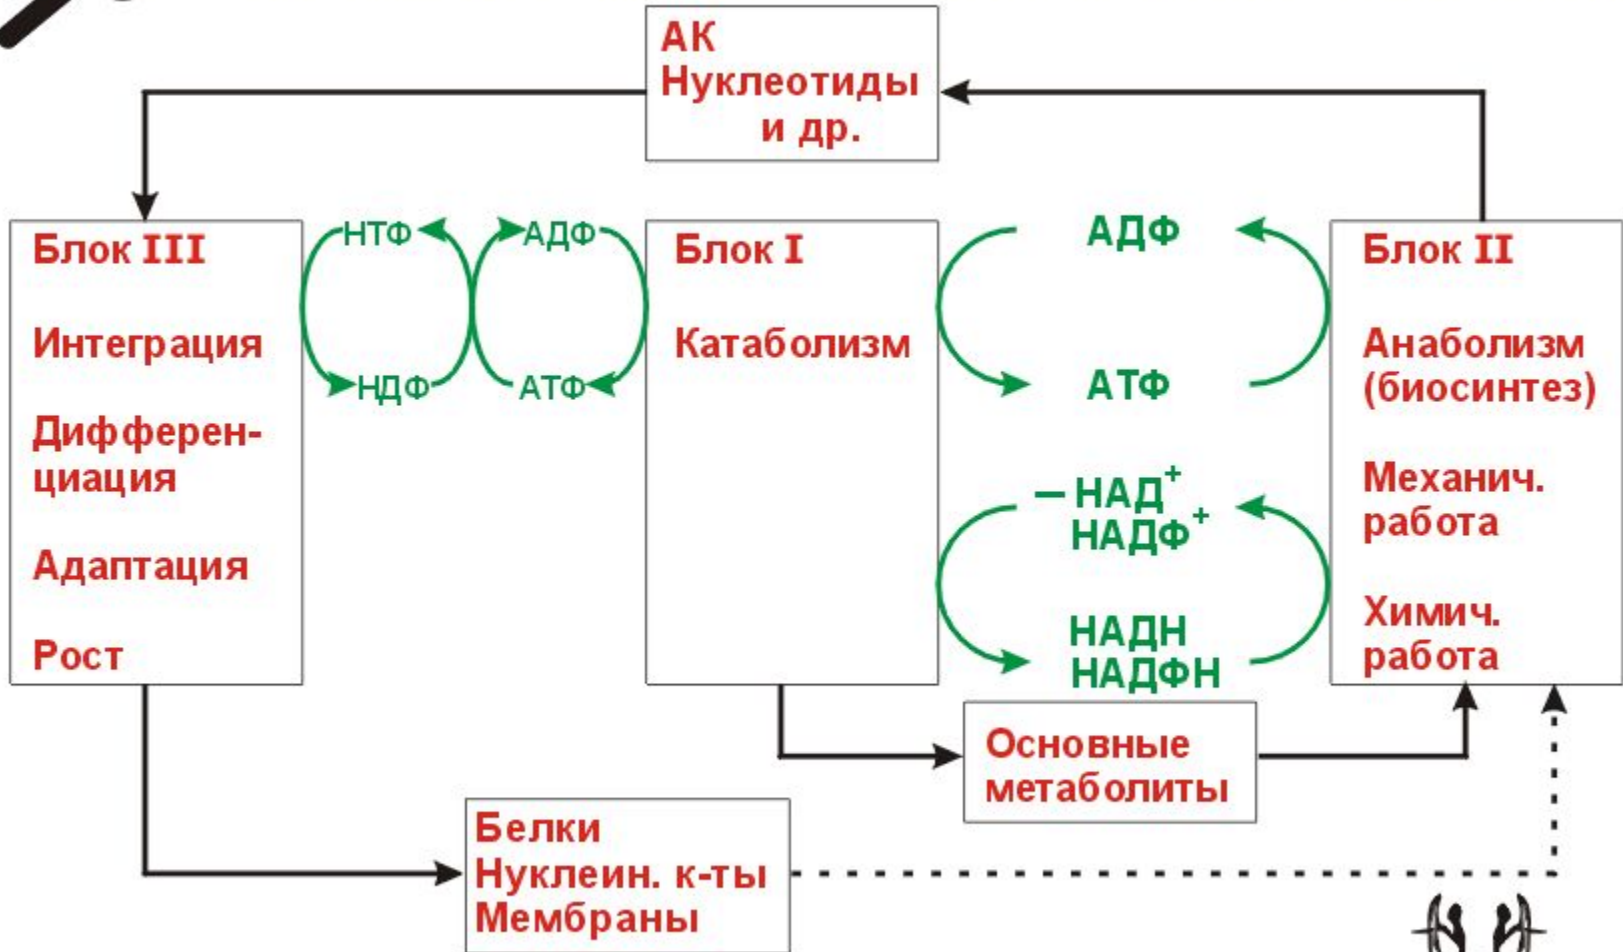 АК
Нуклеотиды
и др.
Блок III
Интеграция
Дифферен-
циация
Адаптация
Рост
НТФ
АДФ
НДФ
АТФ
Блок I
Катаболизм
АДФ
АТФ
– НАД⁺
НАДФ⁺
НАДН
НАДФН
Блок II
Анаболизм
(биосинтез)
Механич.
работа
Химич.
работа
Основные
метаболиты
Белки
Нуклеин. к-ты
Мембраны